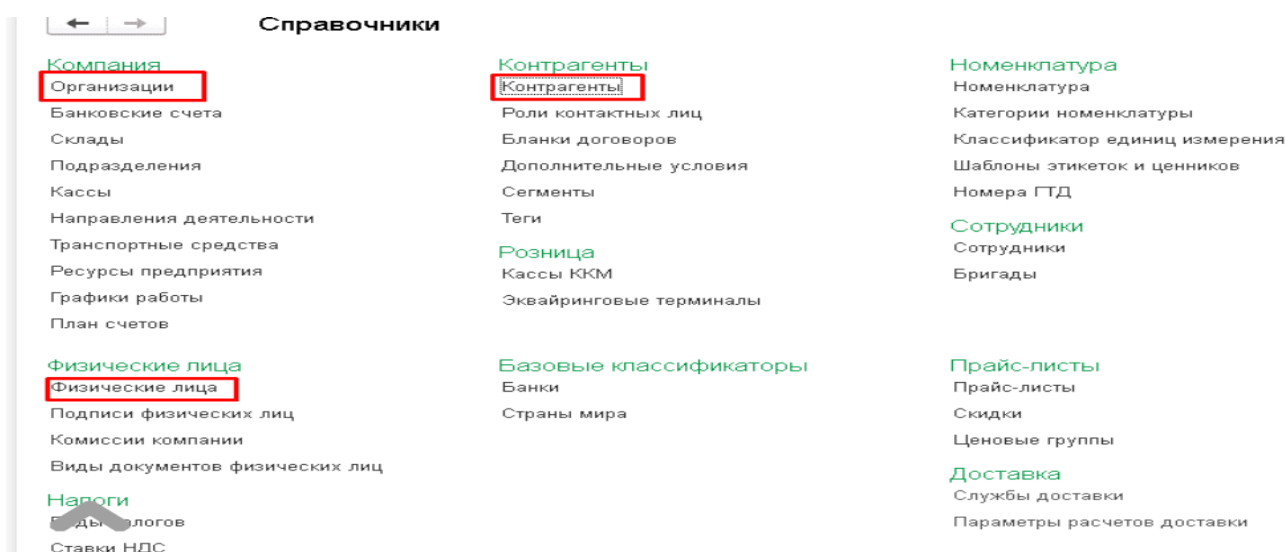 Справочники
Компания
Организации
Банковские счета
Склады
Подразделения
Кассы
Направления деятельности
Транспортные средства
Ресурсы предприятия
Графики работы
План счетов
Контрагенты
Контрагенты
Роли контактных лиц
Бланки договоров
Дополнительные условия
Сегменты
Теги
Розница
Кассы ККМ
Эквайринговые терминалы
Номенклатура
Номенклатура
Категории номенклатуры
Классификатор единиц измерения
Шаблоны этикеток и ценников
Номера ГТД
Сотрудники
Сотрудники
Бригады
Физические лица
Физические лица
Подписи физических лиц
Комиссии компании
Виды документов физических лиц
Налоги
Ставки НДС
Базовые классификаторы
Банки
Страны мира
Прайс-листы
Прайс-листы
Скидки
Ценовые группы
Доставка
Службы доставки
Параметры расчетов доставки